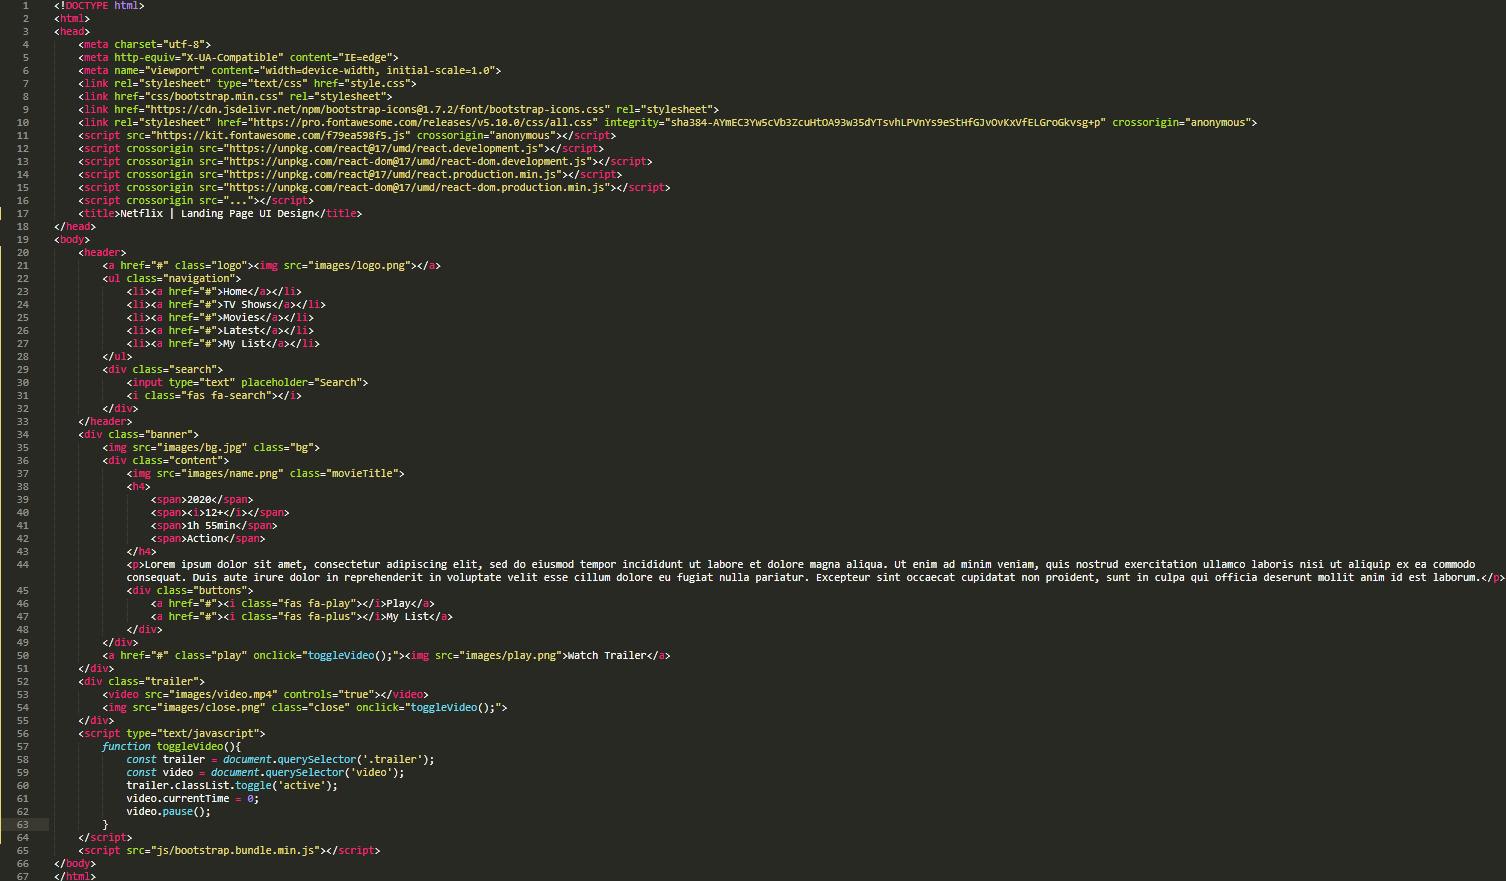 1 <!DOCTYPE html>
2 <html>
3 <head>
4 <meta charset="utf-8">
5 <meta http-equiv="X-UA-Compatible" content="IE=edge">
6 <meta name="viewport" content="width=device-width, initial-scale=1.0">
7 <link rel="stylesheet" type="text/css" href="style.css">
8 <link href="css/bootstrap.min.css" rel="stylesheet">
9 <link href="https://cdn.jsdelivr.net/npm/bootstrap-icons@1.7.2/font/bootstrap-icons.css" rel="stylesheet">
10 <link rel="stylesheet" href="https://pro.fontawesome.com/releases/v5.10.0/css/all.css" integrity="sha384-AYmEC3Yw5cVb3ZcuHtOA93w35dYTsvhLPVnYs9eStHfGJvOvKxVfELGroGkvsg+p" crossorigin="anonymous">
11 <script src="https://kit.fontawesome.com/f79ea598f5.js" crossorigin="anonymous"></script>
12 <script crossorigin src="https://unpkg.com/react@17/umd/react.development.js"></script>
13 <script crossorigin src="https://unpkg.com/react-dom@17/umd/react-dom.development.js"></script>
14 <script crossorigin src="https://unpkg.com/react@17/umd/react.production.min.js"></script>
15 <script crossorigin src="https://unpkg.com/react-dom@17/umd/react-dom.production.min.js"></script>
16 <script crossorigin src="..."></script>
17 <title>Netflix | Landing Page UI Design</title>
18 </head>
19 <body>
20 <header>
21 <a href="#" class="logo"><img src="images/logo.png"></a>
22 <ul class="navigation">
23 <li><a href="#">Home</a></li>
24 <li><a href="#">TV Shows</a></li>
25 <li><a href="#">Movies</a></li>
26 <li><a href="#">Latest</a></li>
27 <li><a href="#">My List</a></li>
28 </ul>
29 <div class="search">
30 <input type="text" placeholder="Search">
31 <i class="fas fa-search"></i>
32 </div>
33 </header>
34 <div class="banner">
35 <img src="images/bg.jpg" class="bg">
36 <div class="content">
37 <img src="images/name.png" class="movieTitle">
38 <h4>
39 <span>2020</span>
40 <span><i>12+</i></span>
41 <span>1h 55min</span>
42 <span>Action</span>
43 </h4>
44 <p>Lorem ipsum dolor sit amet, consectetur adipiscing elit, sed do eiusmod tempor incididunt ut labore et dolore magna aliqua. Ut enim ad minim veniam, quis nostrud exercitation ullamco laboris nisi ut aliquip ex ea commodo
consequat. Duis aute irure dolor in reprehenderit in voluptate velit esse cillum dolore eu fugiat nulla pariatur. Excepteur sint occaecat cupidatat non proident, sunt in culpa qui officia deserunt mollit anim id est laborum.</p>
45 <div class="buttons">
46 <a href="#"><i class="fas fa-play"></i>Play</a>
47 <a href="#"><i class="fas fa-plus"></i>My List</a>
48 </div>
49 </div>
50 <a href="#" class="play" onclick="toggleVideo();"><img src="images/play.png">Watch Trailer</a>
51 </div>
52 <div class="trailer">
53 <video src="images/video.mp4" controls="true"></video>
54 <img src="images/close.png" class="close" onclick="toggleVideo();">
55 </div>
56 <script type="text/javascript">
57 function toggleVideo(){
58 const trailer = document.querySelector('.trailer');
59 const video = document.querySelector('video');
60 trailer.classList.toggle('active');
61 video.currentTime = 0;
62 video.pause();
63 }
64 </script>
65 <script src="js/bootstrap.bundle.min.js"></script>
66 </body>
67 </html>